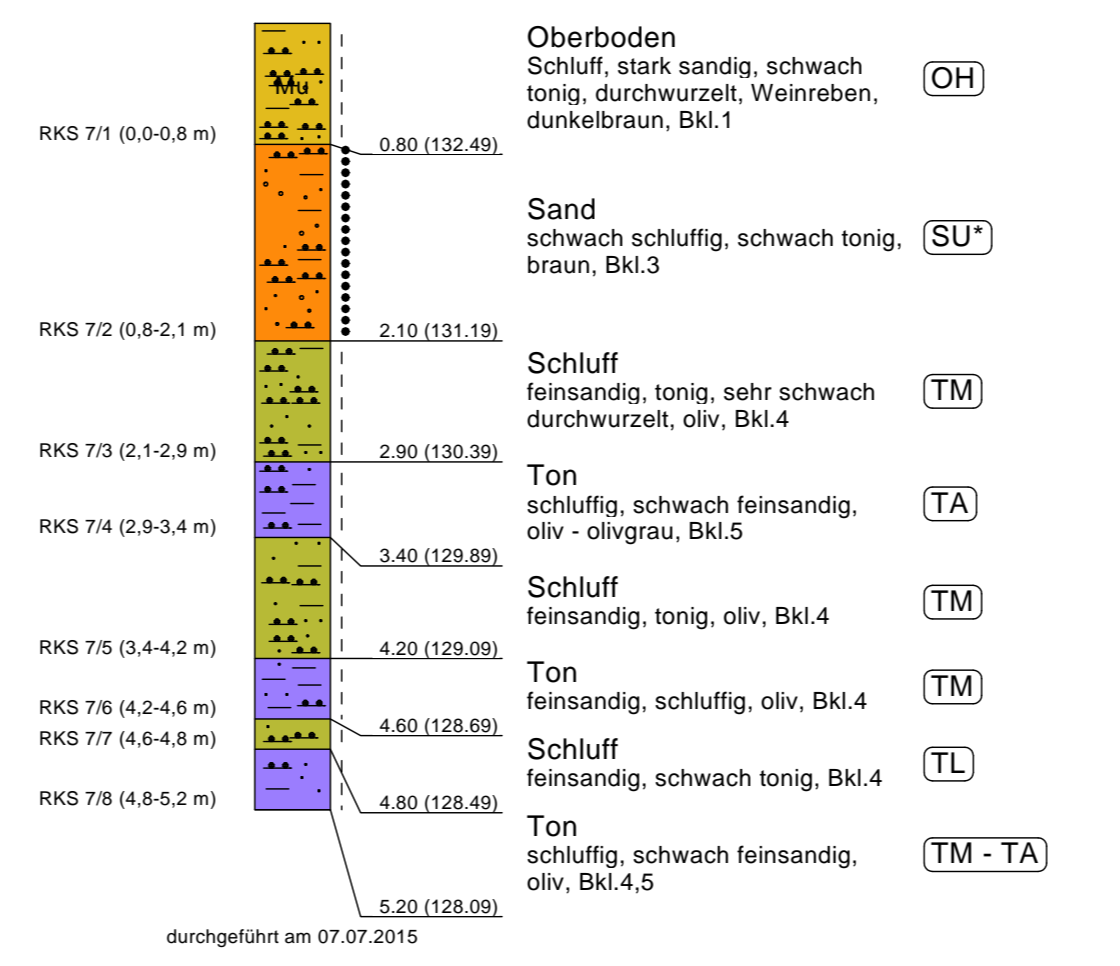 Oberboden
Schluff, stark sandig, schwach
tonig, durchwurzelt, Weinreben,
dunkelbraun, Bkl.1
OH
Mu
RKS 7/1 (0,0-0,8 m)
0.80 (132.49)
Sand
schwach schluffig, schwach tonig,
braun, Bkl.3
SU*
RKS 7/2 (0,8-2,1 m)
2.10 (131.19)
Schluff
feinsandig, tonig, sehr schwach
durchwurzelt, oliv, Bkl.4
TM
RKS 7/3 (2,1-2,9 m)
2.90 (130.39)
Ton
schluffig, schwach feinsandig,
oliv - olivgrau, Bkl.5
TA
RKS 7/4 (2,9-3,4 m)
3.40 (129.89)
Schluff
feinsandig, tonig, oliv, Bkl.4
TM
RKS 7/5 (3,4-4,2 m)
4.20 (129.09)
Ton
feinsandig, schluffig, oliv, Bkl.4
TM
RKS 7/6 (4,2-4,6 m)
4.60 (128.69)
RKS 7/7 (4,6-4,8 m)
Schluff
feinsandig, schwach tonig, Bkl.4
TL
RKS 7/8 (4,8-5,2 m)
4.80 (128.49)
Ton
schluffig, schwach feinsandig,
oliv, Bkl.4,5
TM - TA
5.20 (128.09)
durchgeführt am 07.07.2015